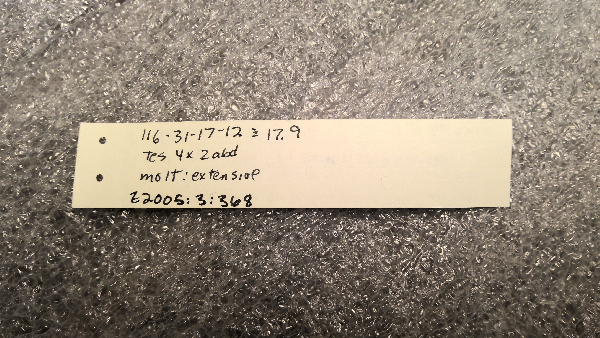 116-31-17-12 ≡ 17.9
Tes 4x2 abd
molt: extensive
Z2005:3:368